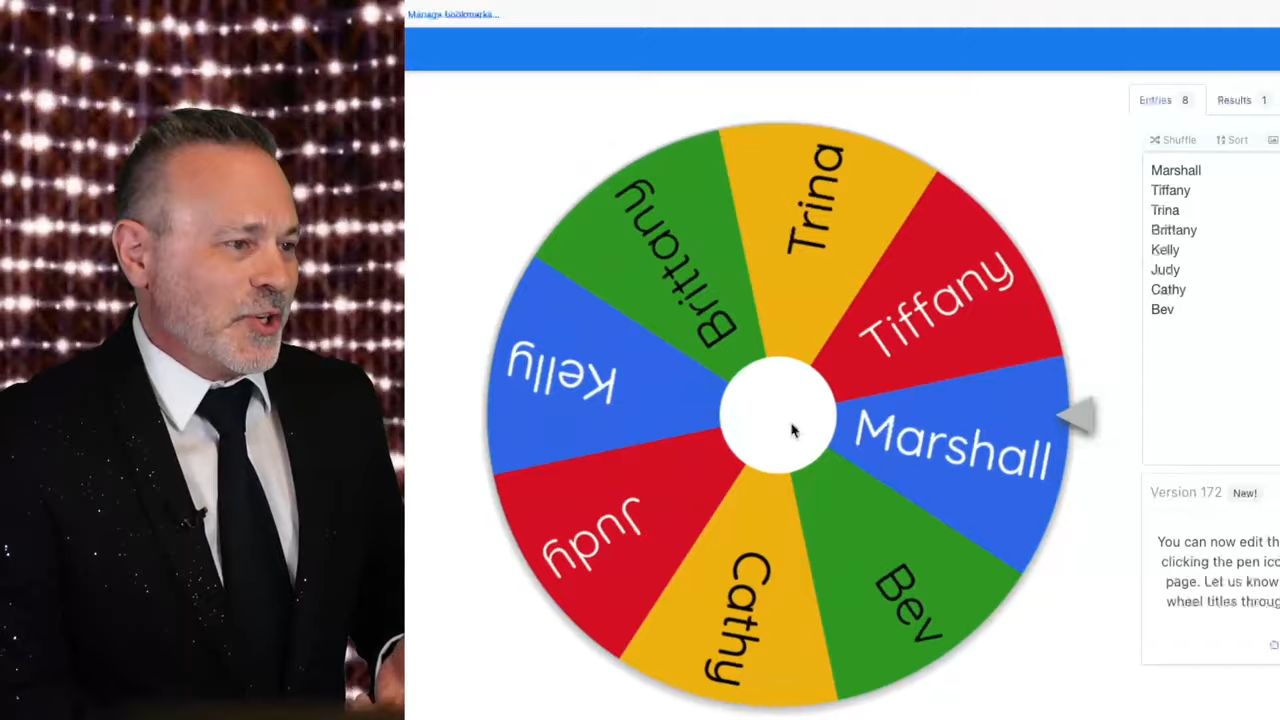 Manage bookmarks...
Entries 8 Results 1
Shuffle Sort
Marshall
Tiffany
Trina
Brittany
Kelly
Judy
Cathy
Bev
Trina
Brittany
Tiffany
Kelly
Marshall
Judy
Cathy
Bev
Version 172 New!
You can now edit th
clicking the pen ico
page. Let us know
wheel titles throug